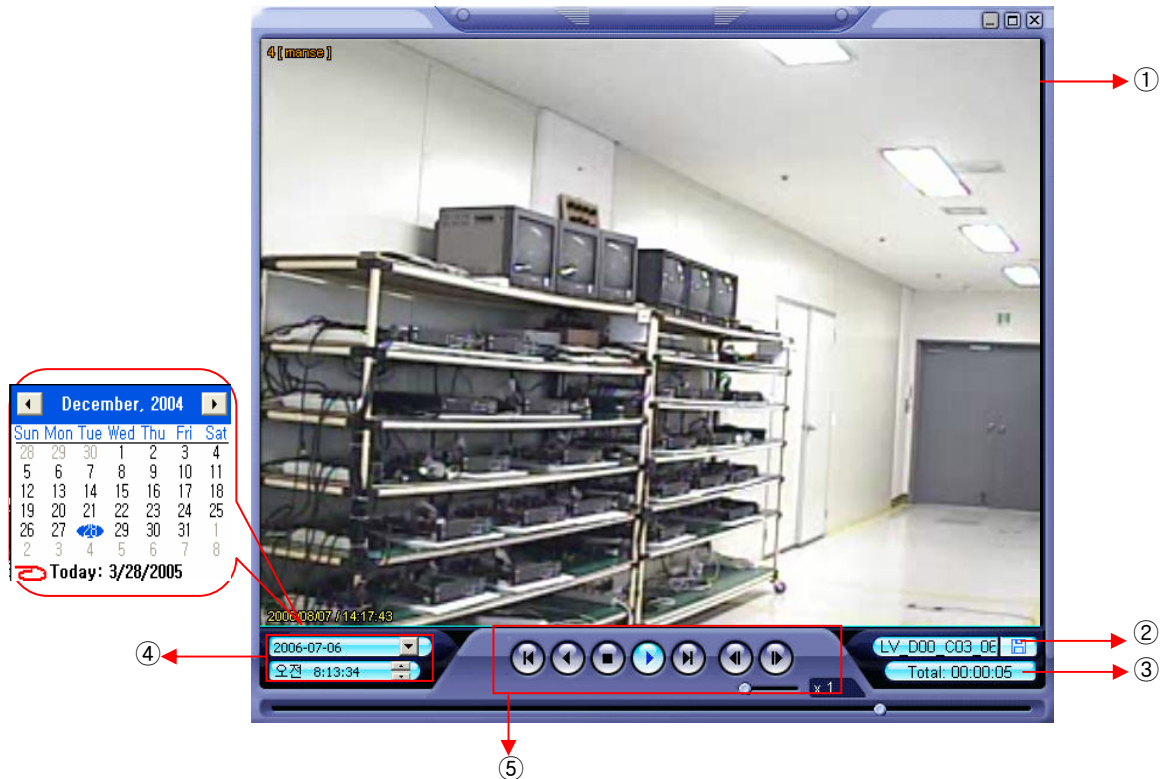 4 [ manse ]
①
December, 2004
Sun Mon Tue Wed Thu Fri Sat
28 29 30 1 2 3 4
5 6 7 8 9 10 11
12 13 14 15 16 17 18
19 20 21 22 23 24 25
26 27 28 29 30 31 1
2 3 4 5 6 7 8
Today: 3/28/2005
2006/08/07 / 14:17:43
④
2006-07-06
오전 8:13:34
x 1
LV_D00_C03_06
②
Total: 00:00:05
③
⑤